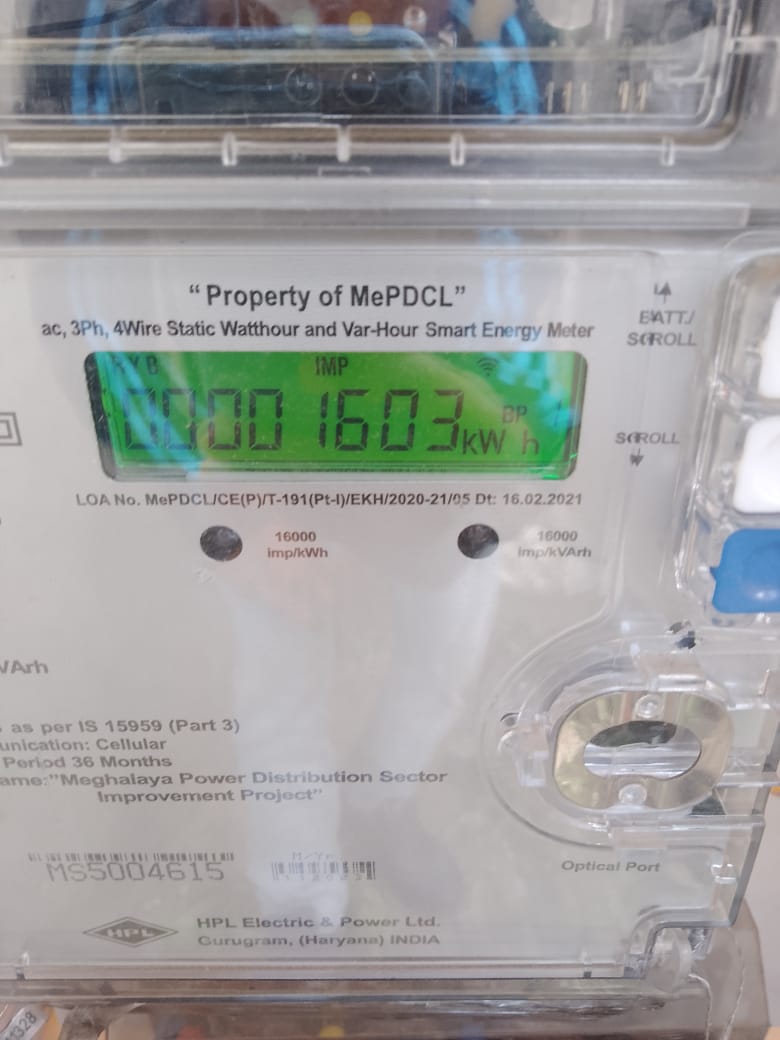 “ Property of MePDCL”
ac, 3Ph, 4Wire Static Watthour and Var-Hour Smart Energy Meter
BATT./
SCROLL
R Y B IMP
BP
00001603 kW h
SCROLL
LOA No. MePDCL/CE(P)/T-191(Pt-I)/EKH/2020-21/05 Dt: 16.02.2021
16000
imp/kWh
16000
imp/kVArh
VArh
as per IS 15959 (Part 3)
unication: Cellular
Period 36 Months
ame:"Meghalaya Power Distribution Sector
Improvement Project"
MS5004615
M/Yr.
Optical Port
HPL
HPL Electric & Power Ltd.
Gurugram, (Haryana) INDIA